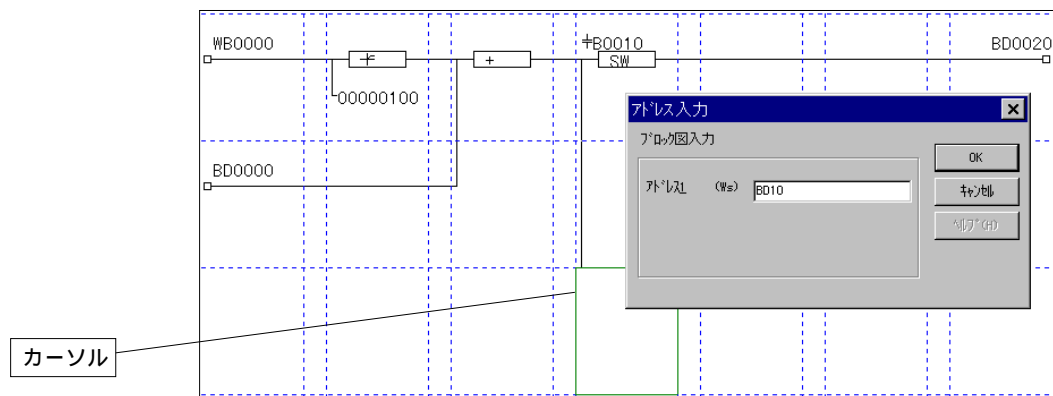 WB0000
B0010
BD0020
+
SW
00000100
BD0000
アドレス入力
ブロック図入力
アドレス1 (Ws) BD10
OK
キャンセル
ヘルプ(H)
カーソル